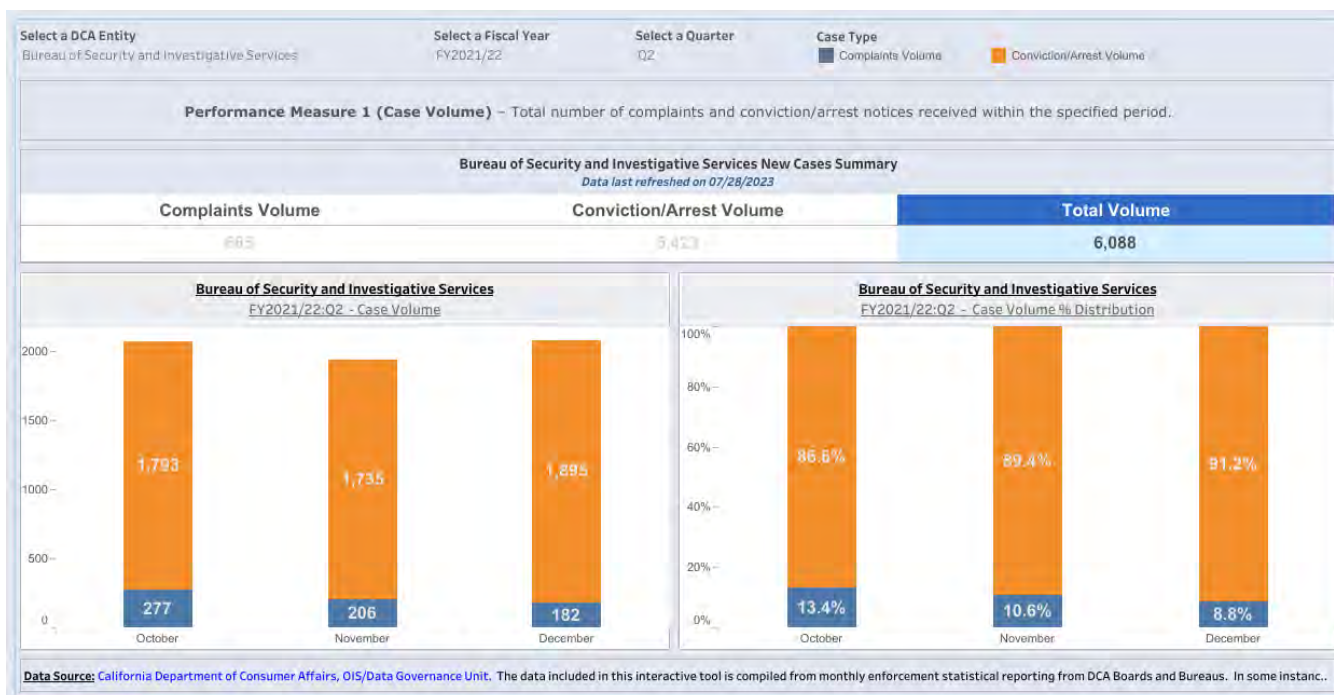 Select a DCA Entity Select a Fiscal Year Select a Quarter Case Type
Bureau of Security and Investigative Services FY2021/22 Q2 Complaints Volume Conviction/Arrest Volume
Performance Measure 1 (Case Volume) – Total number of complaints and conviction/arrest notices received within the specified period.
Bureau of Security and Investigative Services New Cases Summary
Data last refreshed on 07/28/2023
Complaints Volume Conviction/Arrest Volume Total Volume
665 5,423 6,088
Bureau of Security and Investigative Services
FY2021/22:Q2 - Case Volume
2000
1500
1000
500
0
1,793
1,735
1,895
277
206
182
October November December
Bureau of Security and Investigative Services
FY2021/22:Q2 - Case Volume % Distribution
100%
80%
60%
40%
20%
0%
86.6%
89.4%
91.2%
13.4%
10.6%
8.8%
October November December
Data Source: California Department of Consumer Affairs, OIS/Data Governance Unit. The data included in this interactive tool is compiled from monthly enforcement statistical reporting from DCA Boards and Bureaus. In some instanc..